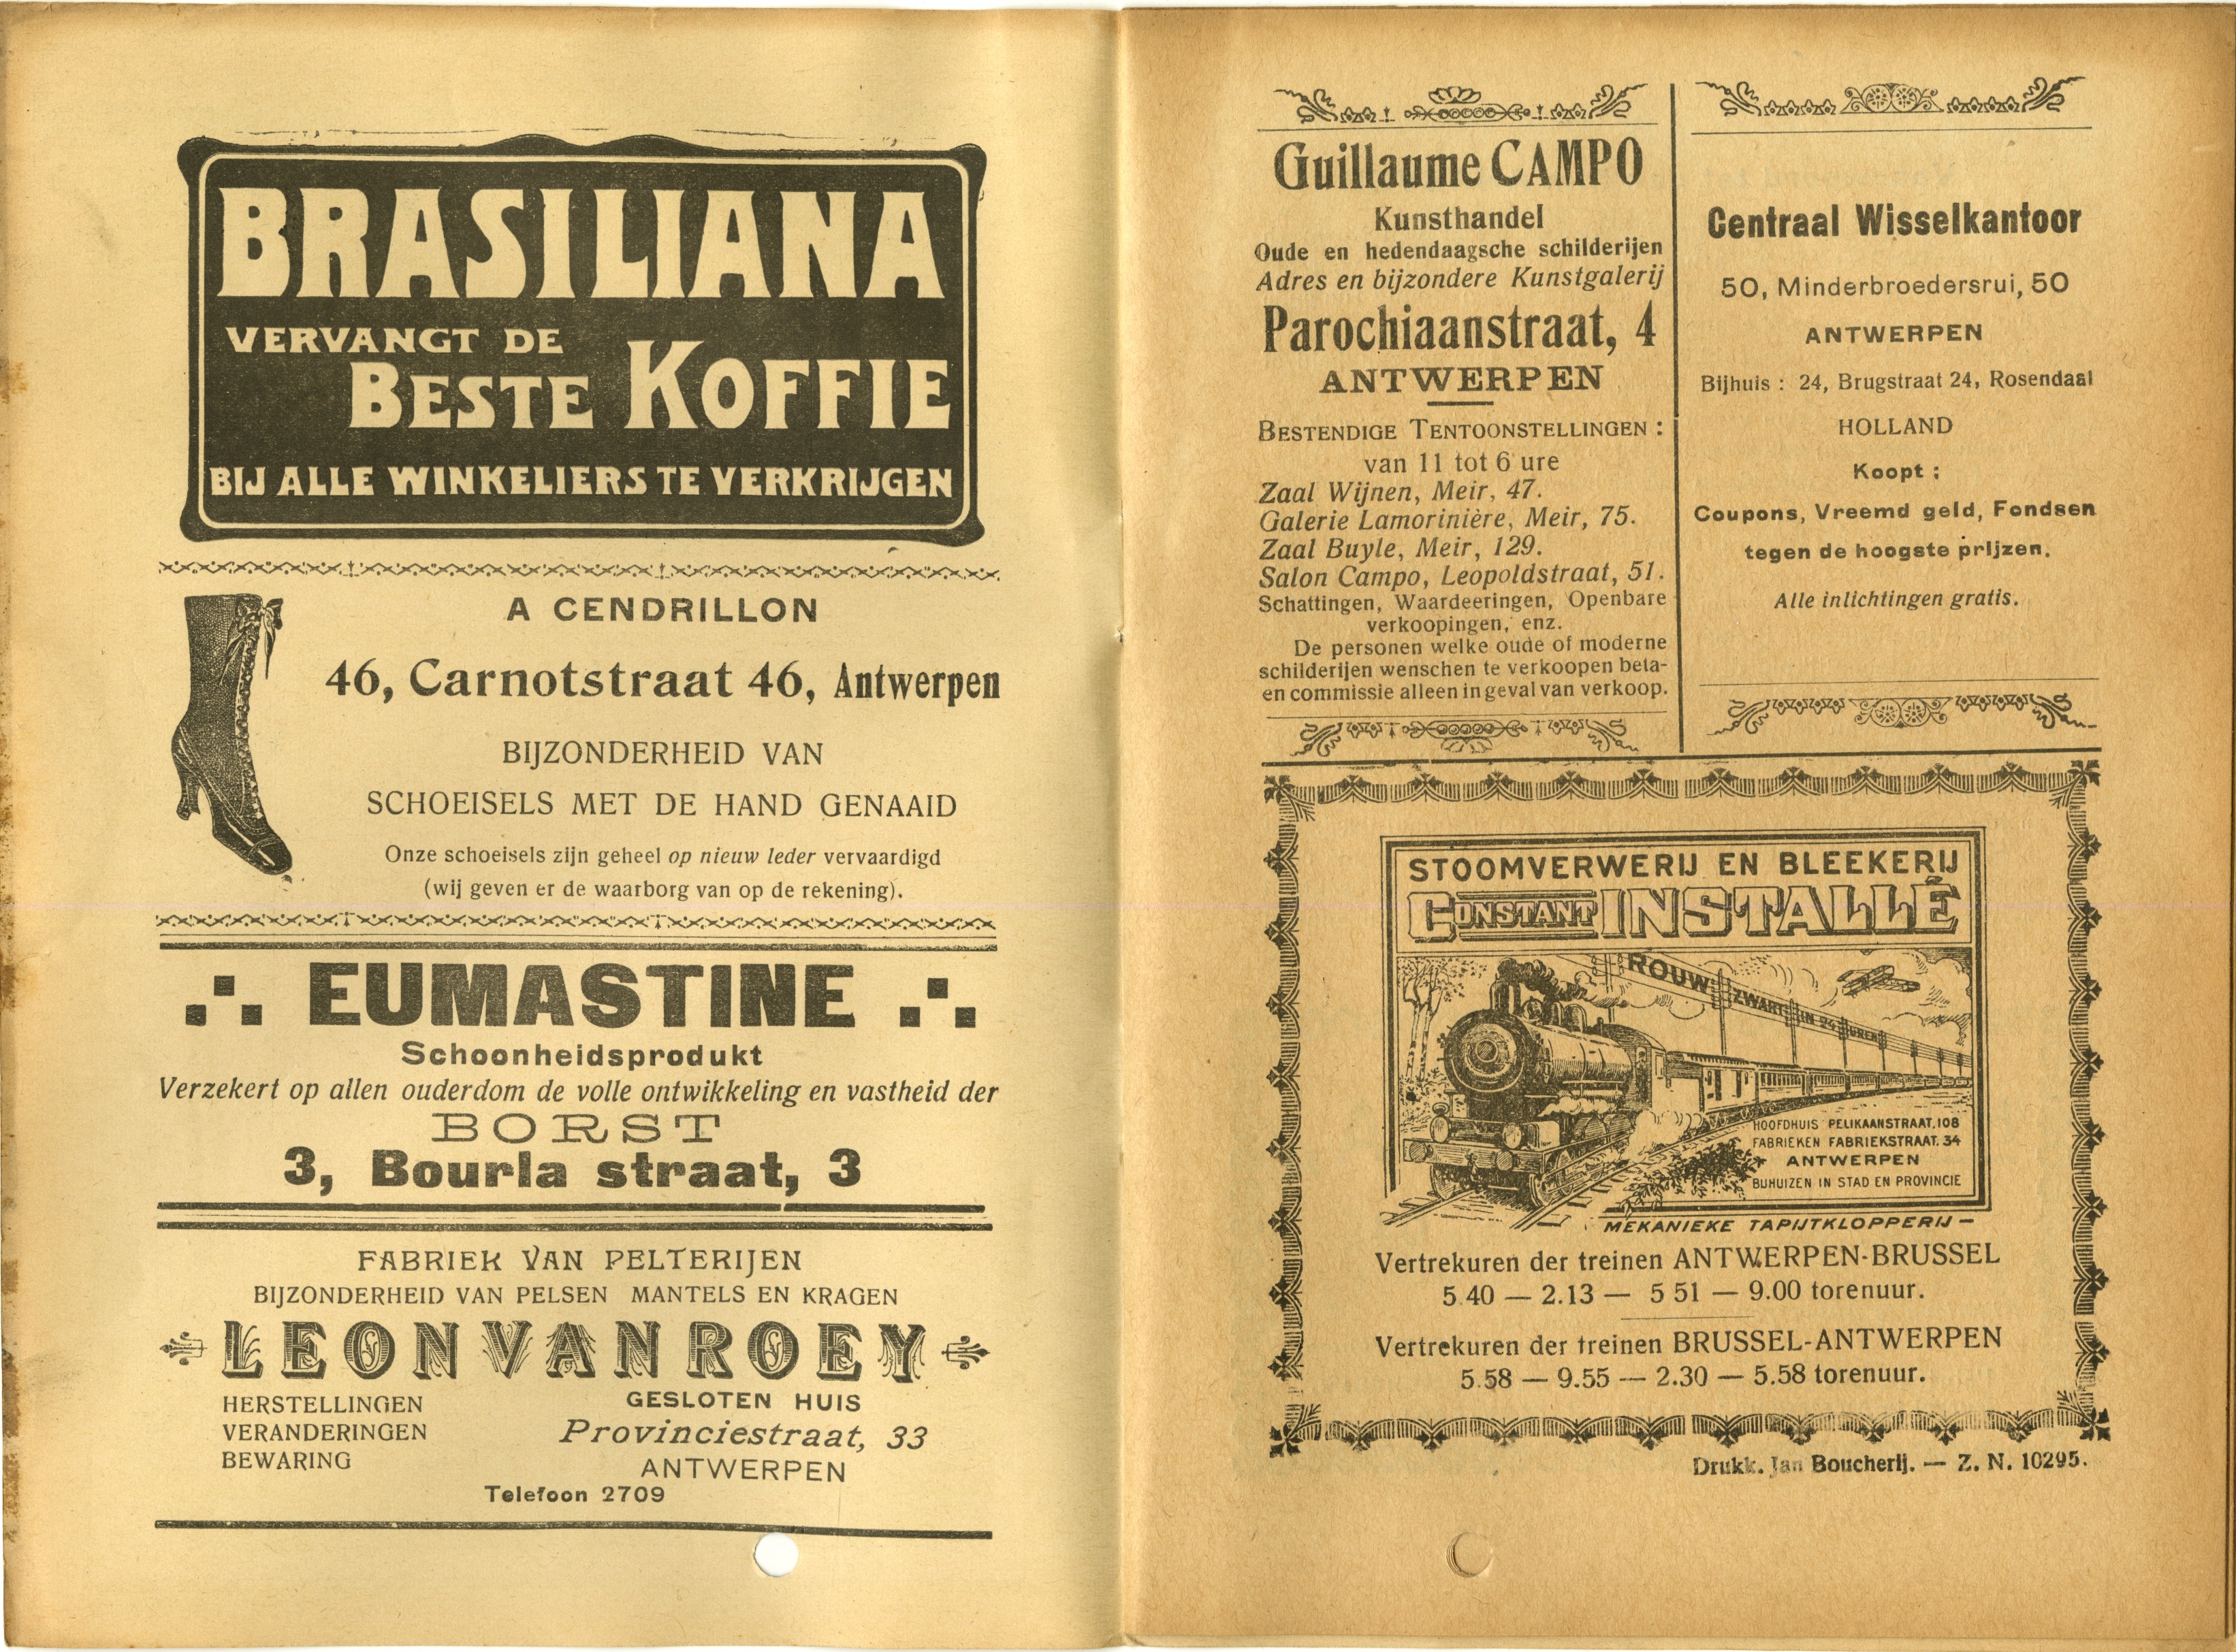 BRASILIANA
VERVANGT DE
BESTE KOFFIE
BIJ ALLE WINKELIERS TE VERKRIJGEN
A CENDRILLON
46, Carnotstraat 46, Antwerpen
BIJZONDERHEID VAN
SCHOEISELS MET DE HAND GENAAID
Onze schoeisels zijn geheel op nieuw leder vervaardigd
(wij geven er de waarborg van op de rekening).
EUMASTINE
Schoonheidsprodukt
Verzekert op allen ouderdom de volle ontwikkeling en vastheid der
BORST
3, Bourla straat, 3
FABRIEK VAN PELTERIJEN
BIJZONDERHEID VAN PELSEN MANTELS EN KRAGEN
LEON VAN ROEY
HERSTELLINGEN
VERANDERINGEN
BEWARING
GESLOTEN HUIS
Provinciestraat, 33
ANTWERPEN
Telefoon 2709
Guillaume CAMPO
Kunsthandel
Oude en hedendaagsche schilderijen
Adres en bijzondere Kunstgalerij
Parochiaanstraat, 4
ANTWERPEN
BESTENDIGE TENTOONSTELLINGEN :
van 11 tot 6 ure
Zaal Wijnen, Meir, 47.
Galerie Lamorinière, Meir, 75.
Zaal Buyle, Meir, 129.
Salon Campo, Leopoldstraat, 51.
Schattingen, Waardeeringen, Openbare
verkoopingen, enz.
De personen welke oude of moderne
schilderijen wenschen te verkoopen beta-
en commissie alleen in geval van verkoop.
Centraal Wisselkantoor
50, Minderbroedersrui, 50
ANTWERPEN
Bijhuis : 24, Brugstraat 24, Rosendaal
HOLLAND
Koopt :
Coupons, Vreemd geld, Fondsen
tegen de hoogste prijzen.
Alle inlichtingen gratis.
STOOMVERWERIJ EN BLEEKERIJ
CONSTANT INSTALLÉ
ROUW ZWART IN 24 UREN
HOOFDHUIS PELIKAANSTRAAT, 108
FABRIEKEN FABRIEKSTRAAT. 34
ANTWERPEN
BIJHUIZEN IN STAD EN PROVINCIE
MEKANIEKE TAPIJTKLOPPERIJ —
Vertrekuren der treinen ANTWERPEN-BRUSSEL
5.40 — 2.13 — 5 51 — 9.00 torenuur.
Vertrekuren der treinen BRUSSEL-ANTWERPEN
5.58 — 9.55 — 2.30 — 5.58 torenuur.
Drukk. Jan Boucherij. — Z. N. 10295.